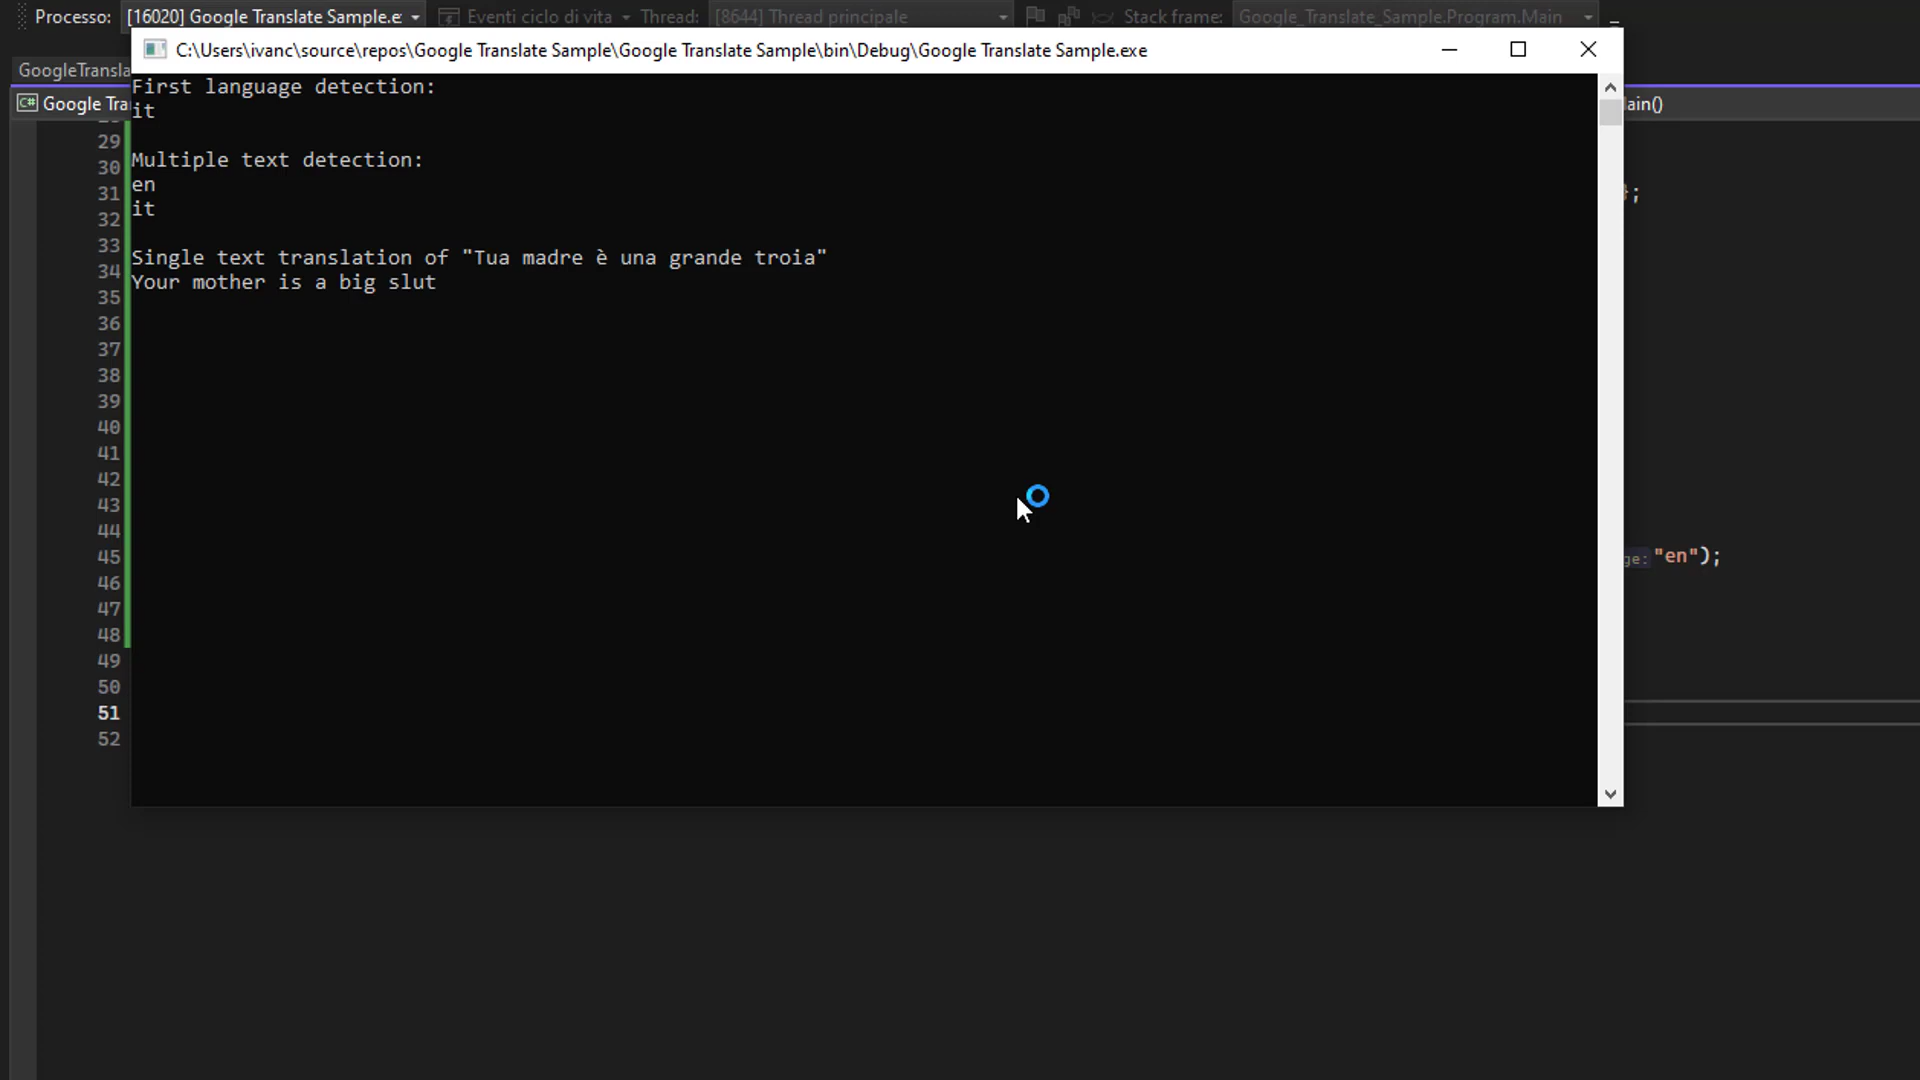 Processo: [16020] Google Translate Sample.e Eventi ciclo di vita Thread: [8644] Thread principale Stack frame: Google_Translate_Sample.Program.Main
C:\Users\ivanc\source\repos\Google Translate Sample\Google Translate Sample\bin\Debug\Google Translate Sample.exe
GoogleTransla
First language detection:
C# Google Tra ain()
it
29
30 Multiple text detection:
en
31 };
32 it
33
Single text translation of "Tua madre è una grande troia"
34
Your mother is a big slut
35
36
37
38
39
40
41
42
43
44
45 ge: "en");
46
47
48
49
50
51
52